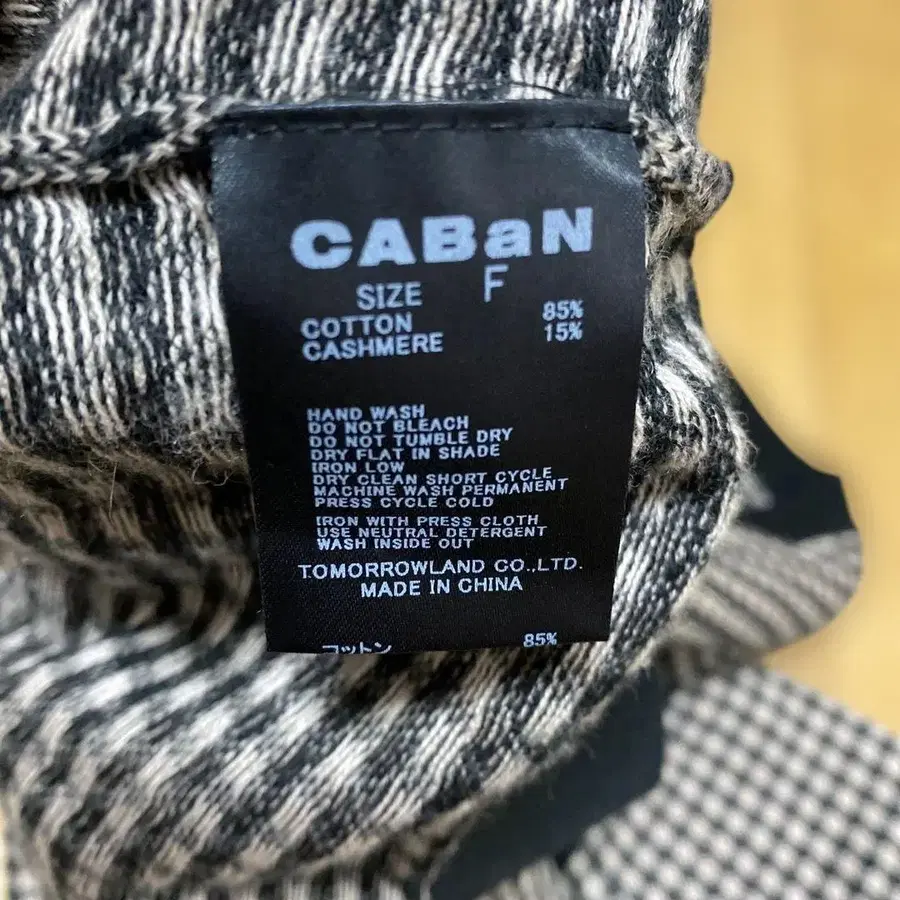 CABaN
SIZE F
COTTON 85%
CASHMERE 15%
HAND WASH
DO NOT BLEACH
DO NOT TUMBLE DRY
DRY FLAT IN SHADE
IRON LOW
DRY CLEAN SHORT CYCLE
MACHINE WASH PERMANENT
PRESS CYCLE COLD
IRON WITH PRESS CLOTH
USE NEUTRAL DETERGENT
WASH INSIDE OUT
TOMORROWLAND CO.,LTD.
MADE IN CHINA
コットン 85%